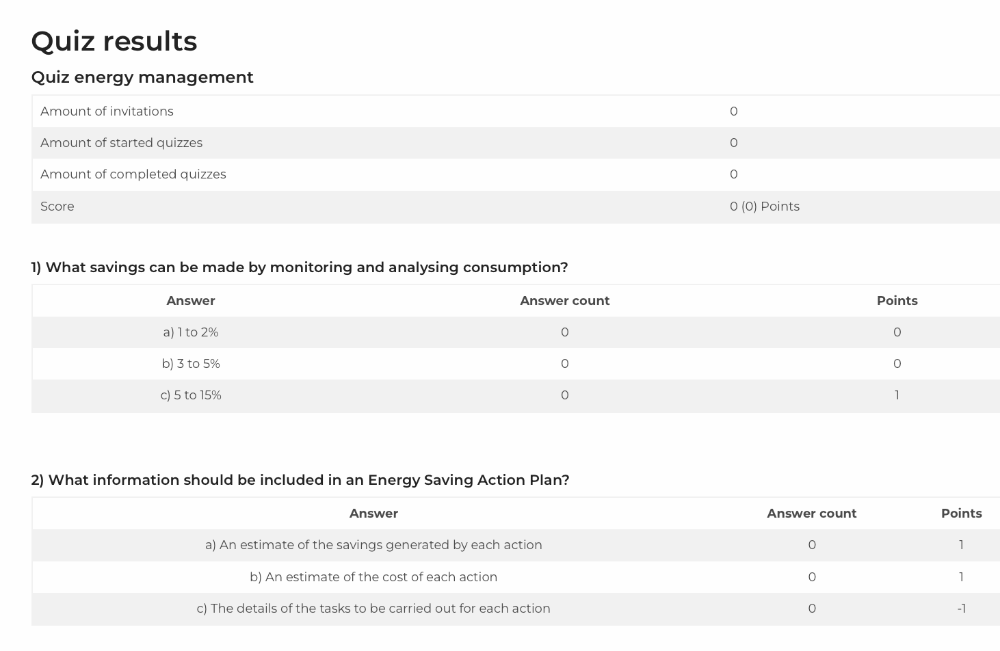 Quiz results
Quiz energy management
Amount of invitations 0
Amount of started quizzes 0
Amount of completed quizzes 0
Score 0 (0) Points
1) What savings can be made by monitoring and analysing consumption?
Answer Answer count Points
a) 1 to 2% 0 0
b) 3 to 5% 0 0
c) 5 to 15% 0 1
2) What information should be included in an Energy Saving Action Plan?
Answer Answer count Points
a) An estimate of the savings generated by each action 0 1
b) An estimate of the cost of each action 0 1
c) The details of the tasks to be carried out for each action 0 -1